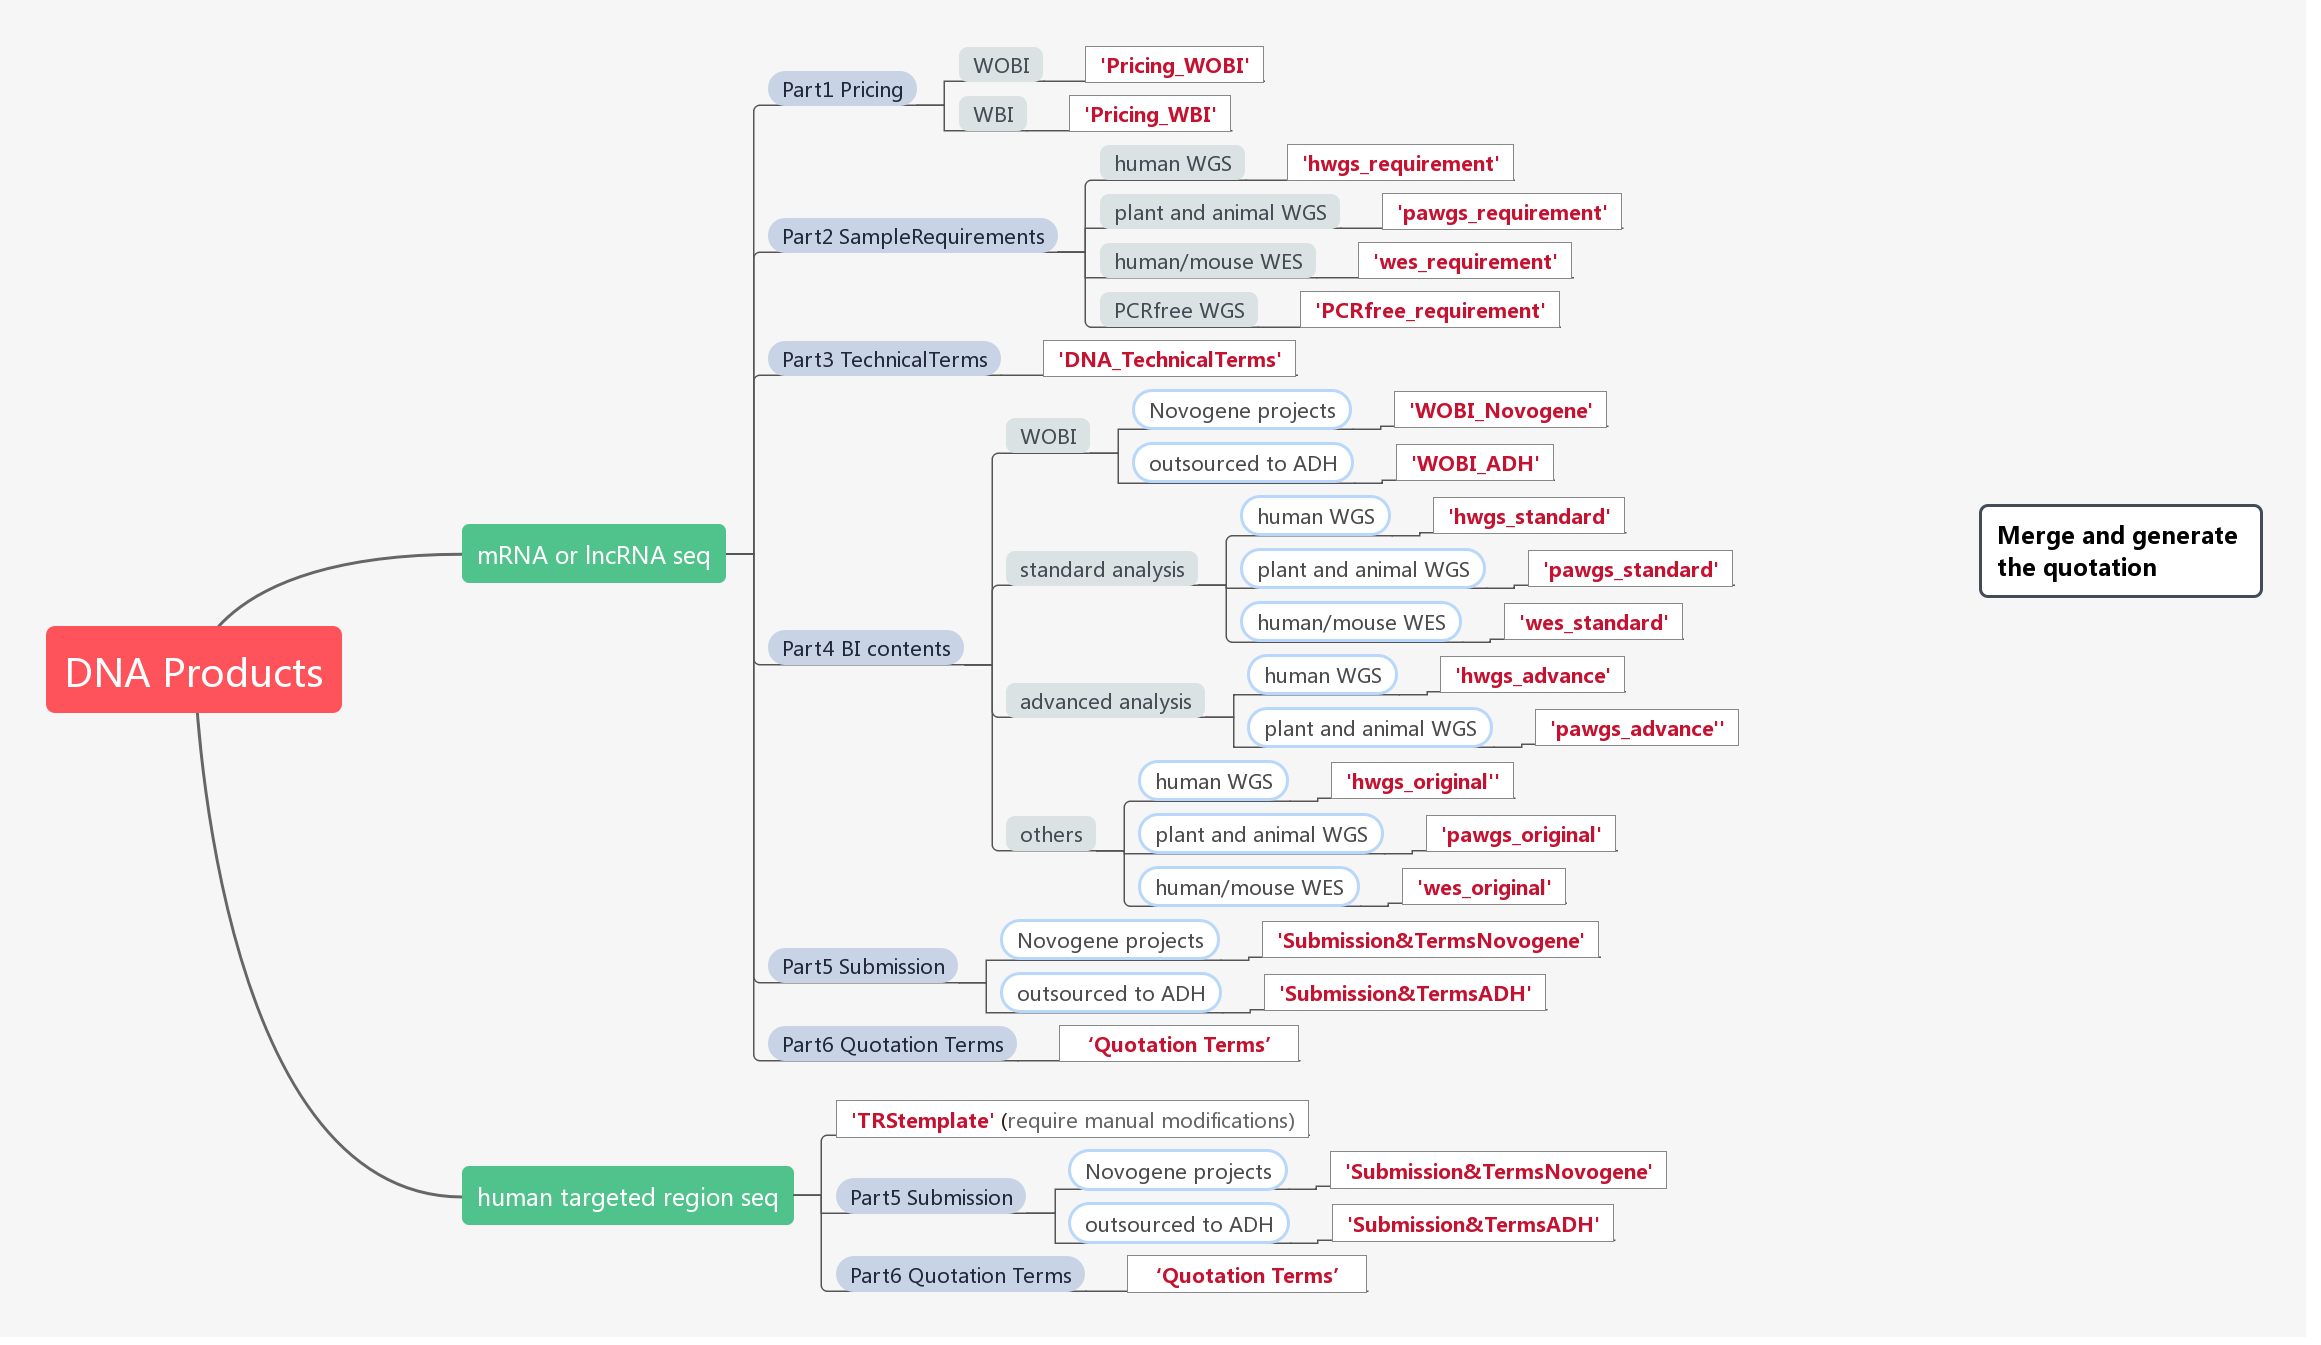 DNA Products
mRNA or lncRNA seq
Part1 Pricing
WOBI
'Pricing_WOBI'
WBI
'Pricing_WBI'
Part2 SampleRequirements
human WGS
'hwgs_requirement'
plant and animal WGS
'pawgs_requirement'
human/mouse WES
'wes_requirement'
PCRfree WGS
'PCRfree_requirement'
Part3 TechnicalTerms
'DNA_TechnicalTerms'
Part4 BI contents
WOBI
Novogene projects
'WOBI_Novogene'
outsourced to ADH
'WOBI_ADH'
standard analysis
human WGS
'hwgs_standard'
plant and animal WGS
'pawgs_standard'
human/mouse WES
'wes_standard'
advanced analysis
human WGS
'hwgs_advance'
plant and animal WGS
'pawgs_advance''
others
human WGS
'hwgs_original''
plant and animal WGS
'pawgs_original'
human/mouse WES
'wes_original'
Part5 Submission
Novogene projects
'Submission&TermsNovogene'
outsourced to ADH
'Submission&TermsADH'
Part6 Quotation Terms
‘Quotation Terms’
human targeted region seq
'TRStemplate' (require manual modifications)
Part5 Submission
Novogene projects
'Submission&TermsNovogene'
outsourced to ADH
'Submission&TermsADH'
Part6 Quotation Terms
‘Quotation Terms’
Merge and generate
the quotation